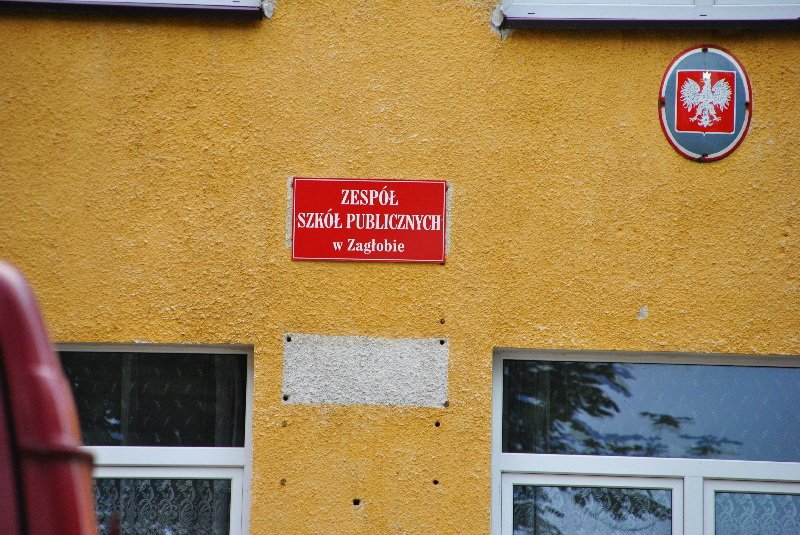 ZESPÓŁ
SZKÓŁ PUBLICZNYCH
w Zagłobie